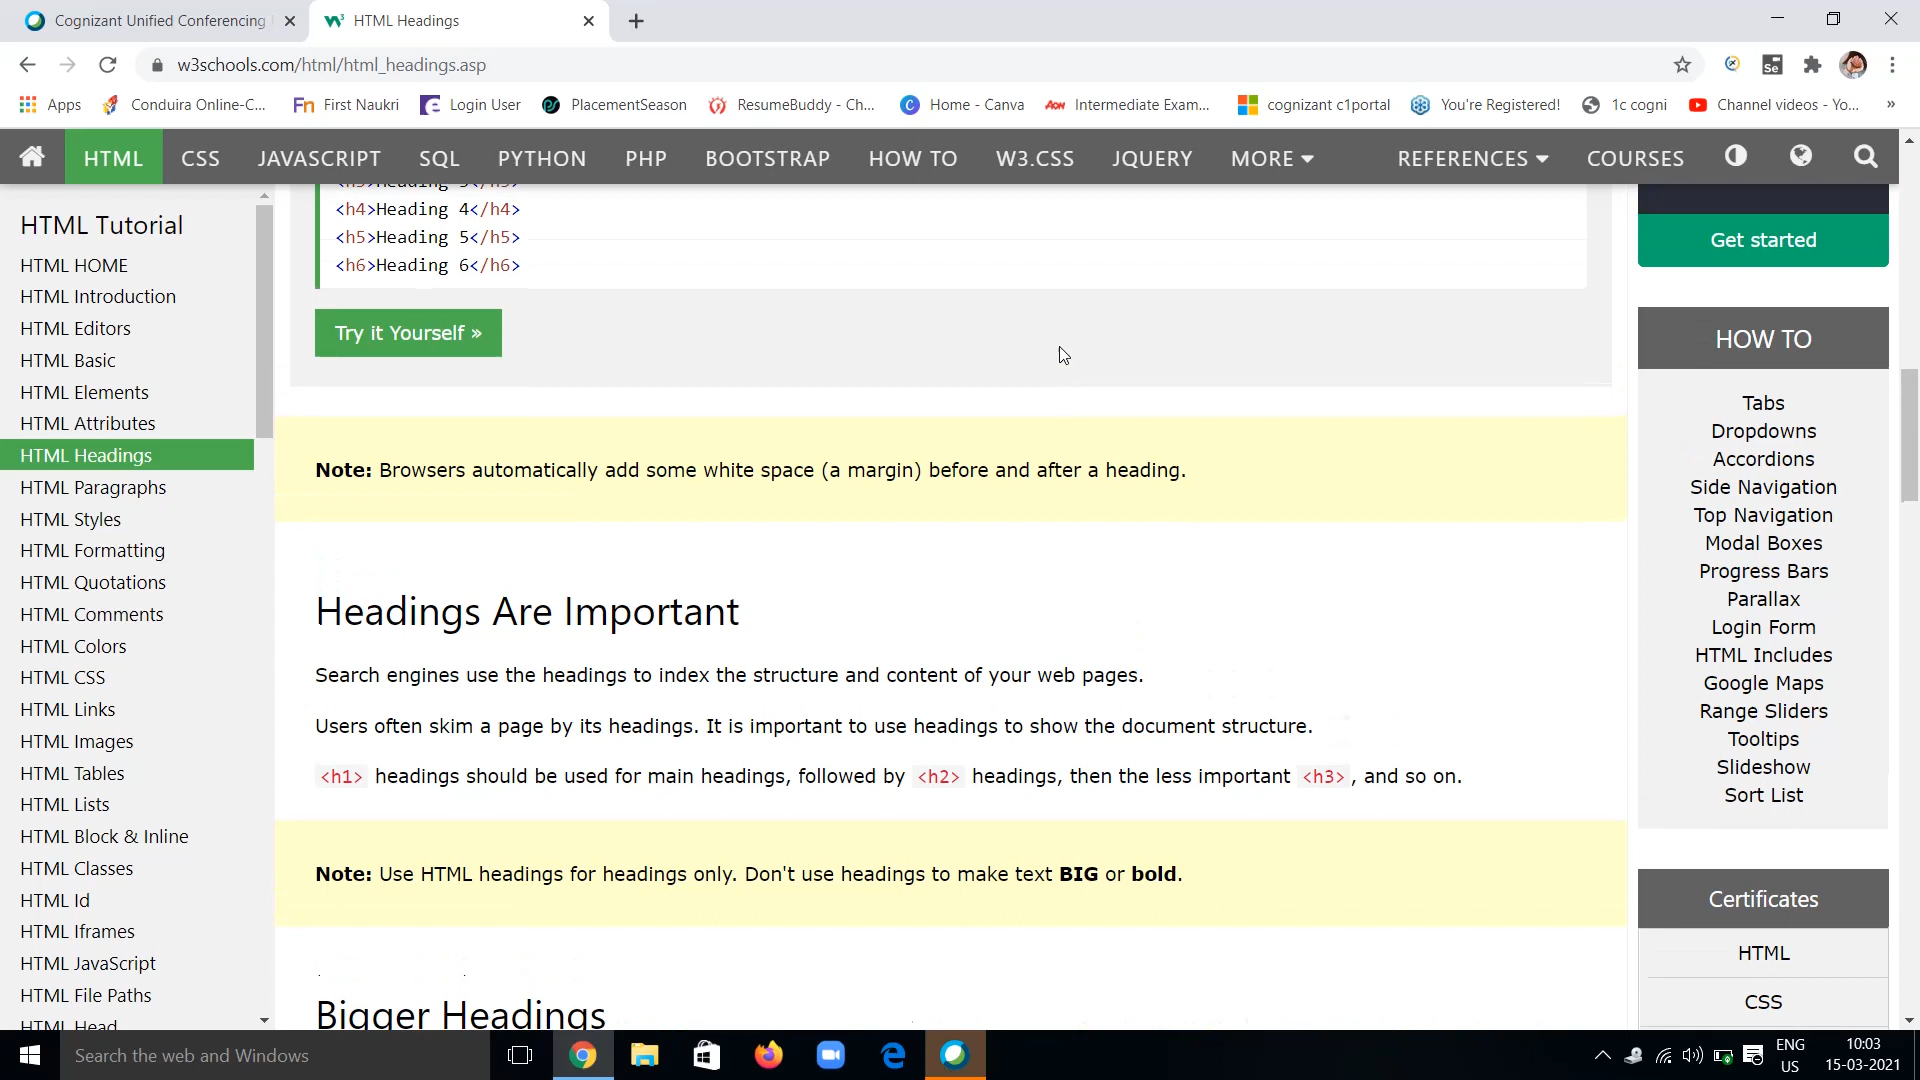 Cognizant Unified Conferencing
HTML Headings
w3schools.com/html/html_headings.asp
Apps
Conduira Online-C...
First Naukri
Login User
PlacementSeason
ResumeBuddy - Ch...
Home - Canva
Intermediate Exam...
cognizant c1portal
You're Registered!
1c cogni
Channel videos - Yo...
»
HTML
CSS
JAVASCRIPT
SQL
PYTHON
PHP
BOOTSTRAP
HOW TO
W3.CSS
JQUERY
MORE
REFERENCES
COURSES
HTML Tutorial
HTML HOME
HTML Introduction
HTML Editors
HTML Basic
HTML Elements
HTML Attributes
HTML Headings
HTML Paragraphs
HTML Styles
HTML Formatting
HTML Quotations
HTML Comments
HTML Colors
HTML CSS
HTML Links
HTML Images
HTML Tables
HTML Lists
HTML Block & Inline
HTML Classes
HTML Id
HTML Iframes
HTML JavaScript
HTML File Paths
HTML Head
<h4>Heading 4</h4>
<h5>Heading 5</h5>
<h6>Heading 6</h6>
Try it Yourself »
Note: Browsers automatically add some white space (a margin) before and after a heading.
Headings Are Important
Search engines use the headings to index the structure and content of your web pages.
Users often skim a page by its headings. It is important to use headings to show the document structure.
<h1> headings should be used for main headings, followed by <h2> headings, then the less important <h3>, and so on.
Note: Use HTML headings for headings only. Don't use headings to make text BIG or bold.
Bigger Headings
Get started
HOW TO
Tabs
Dropdowns
Accordions
Side Navigation
Top Navigation
Modal Boxes
Progress Bars
Parallax
Login Form
HTML Includes
Google Maps
Range Sliders
Tooltips
Slideshow
Sort List
Certificates
HTML
CSS
Search the web and Windows
ENG
US
10:03
15-03-2021